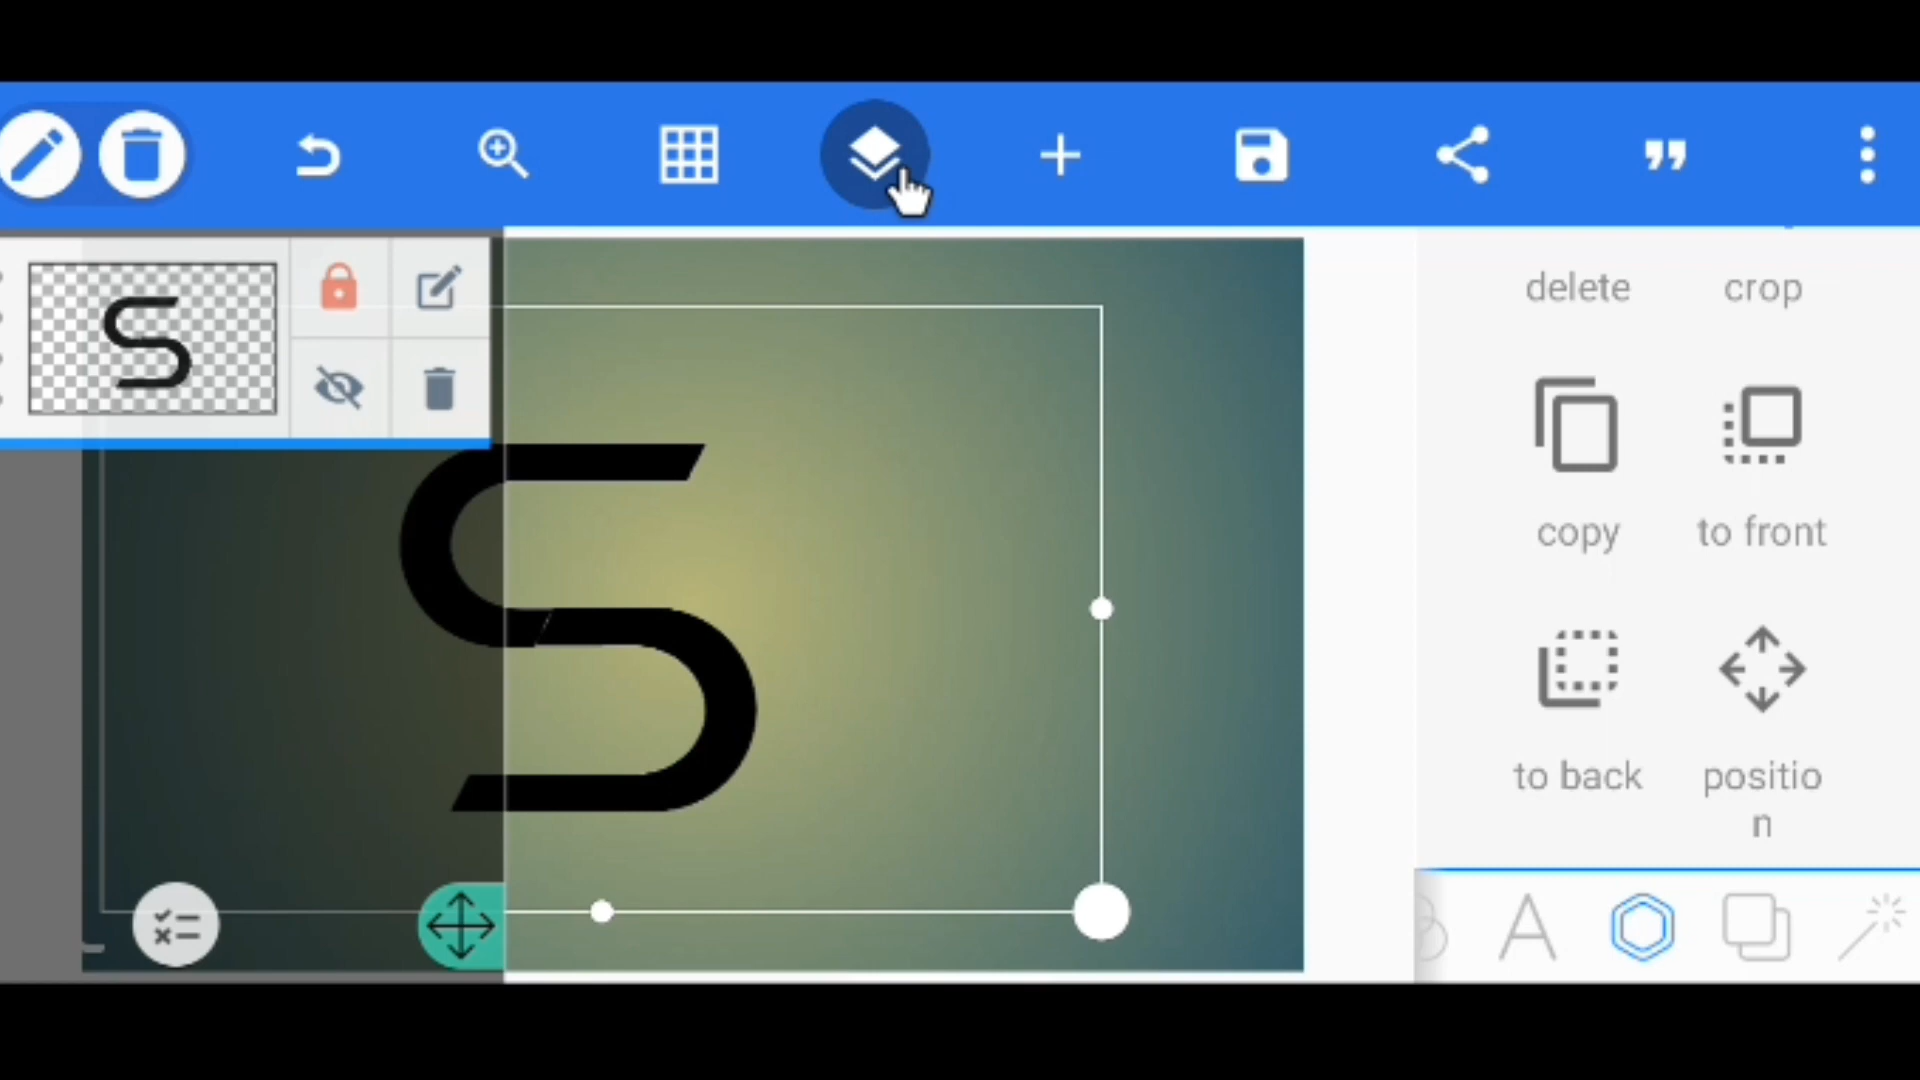 S
S
delete crop
copy to front
to back positio
n
A